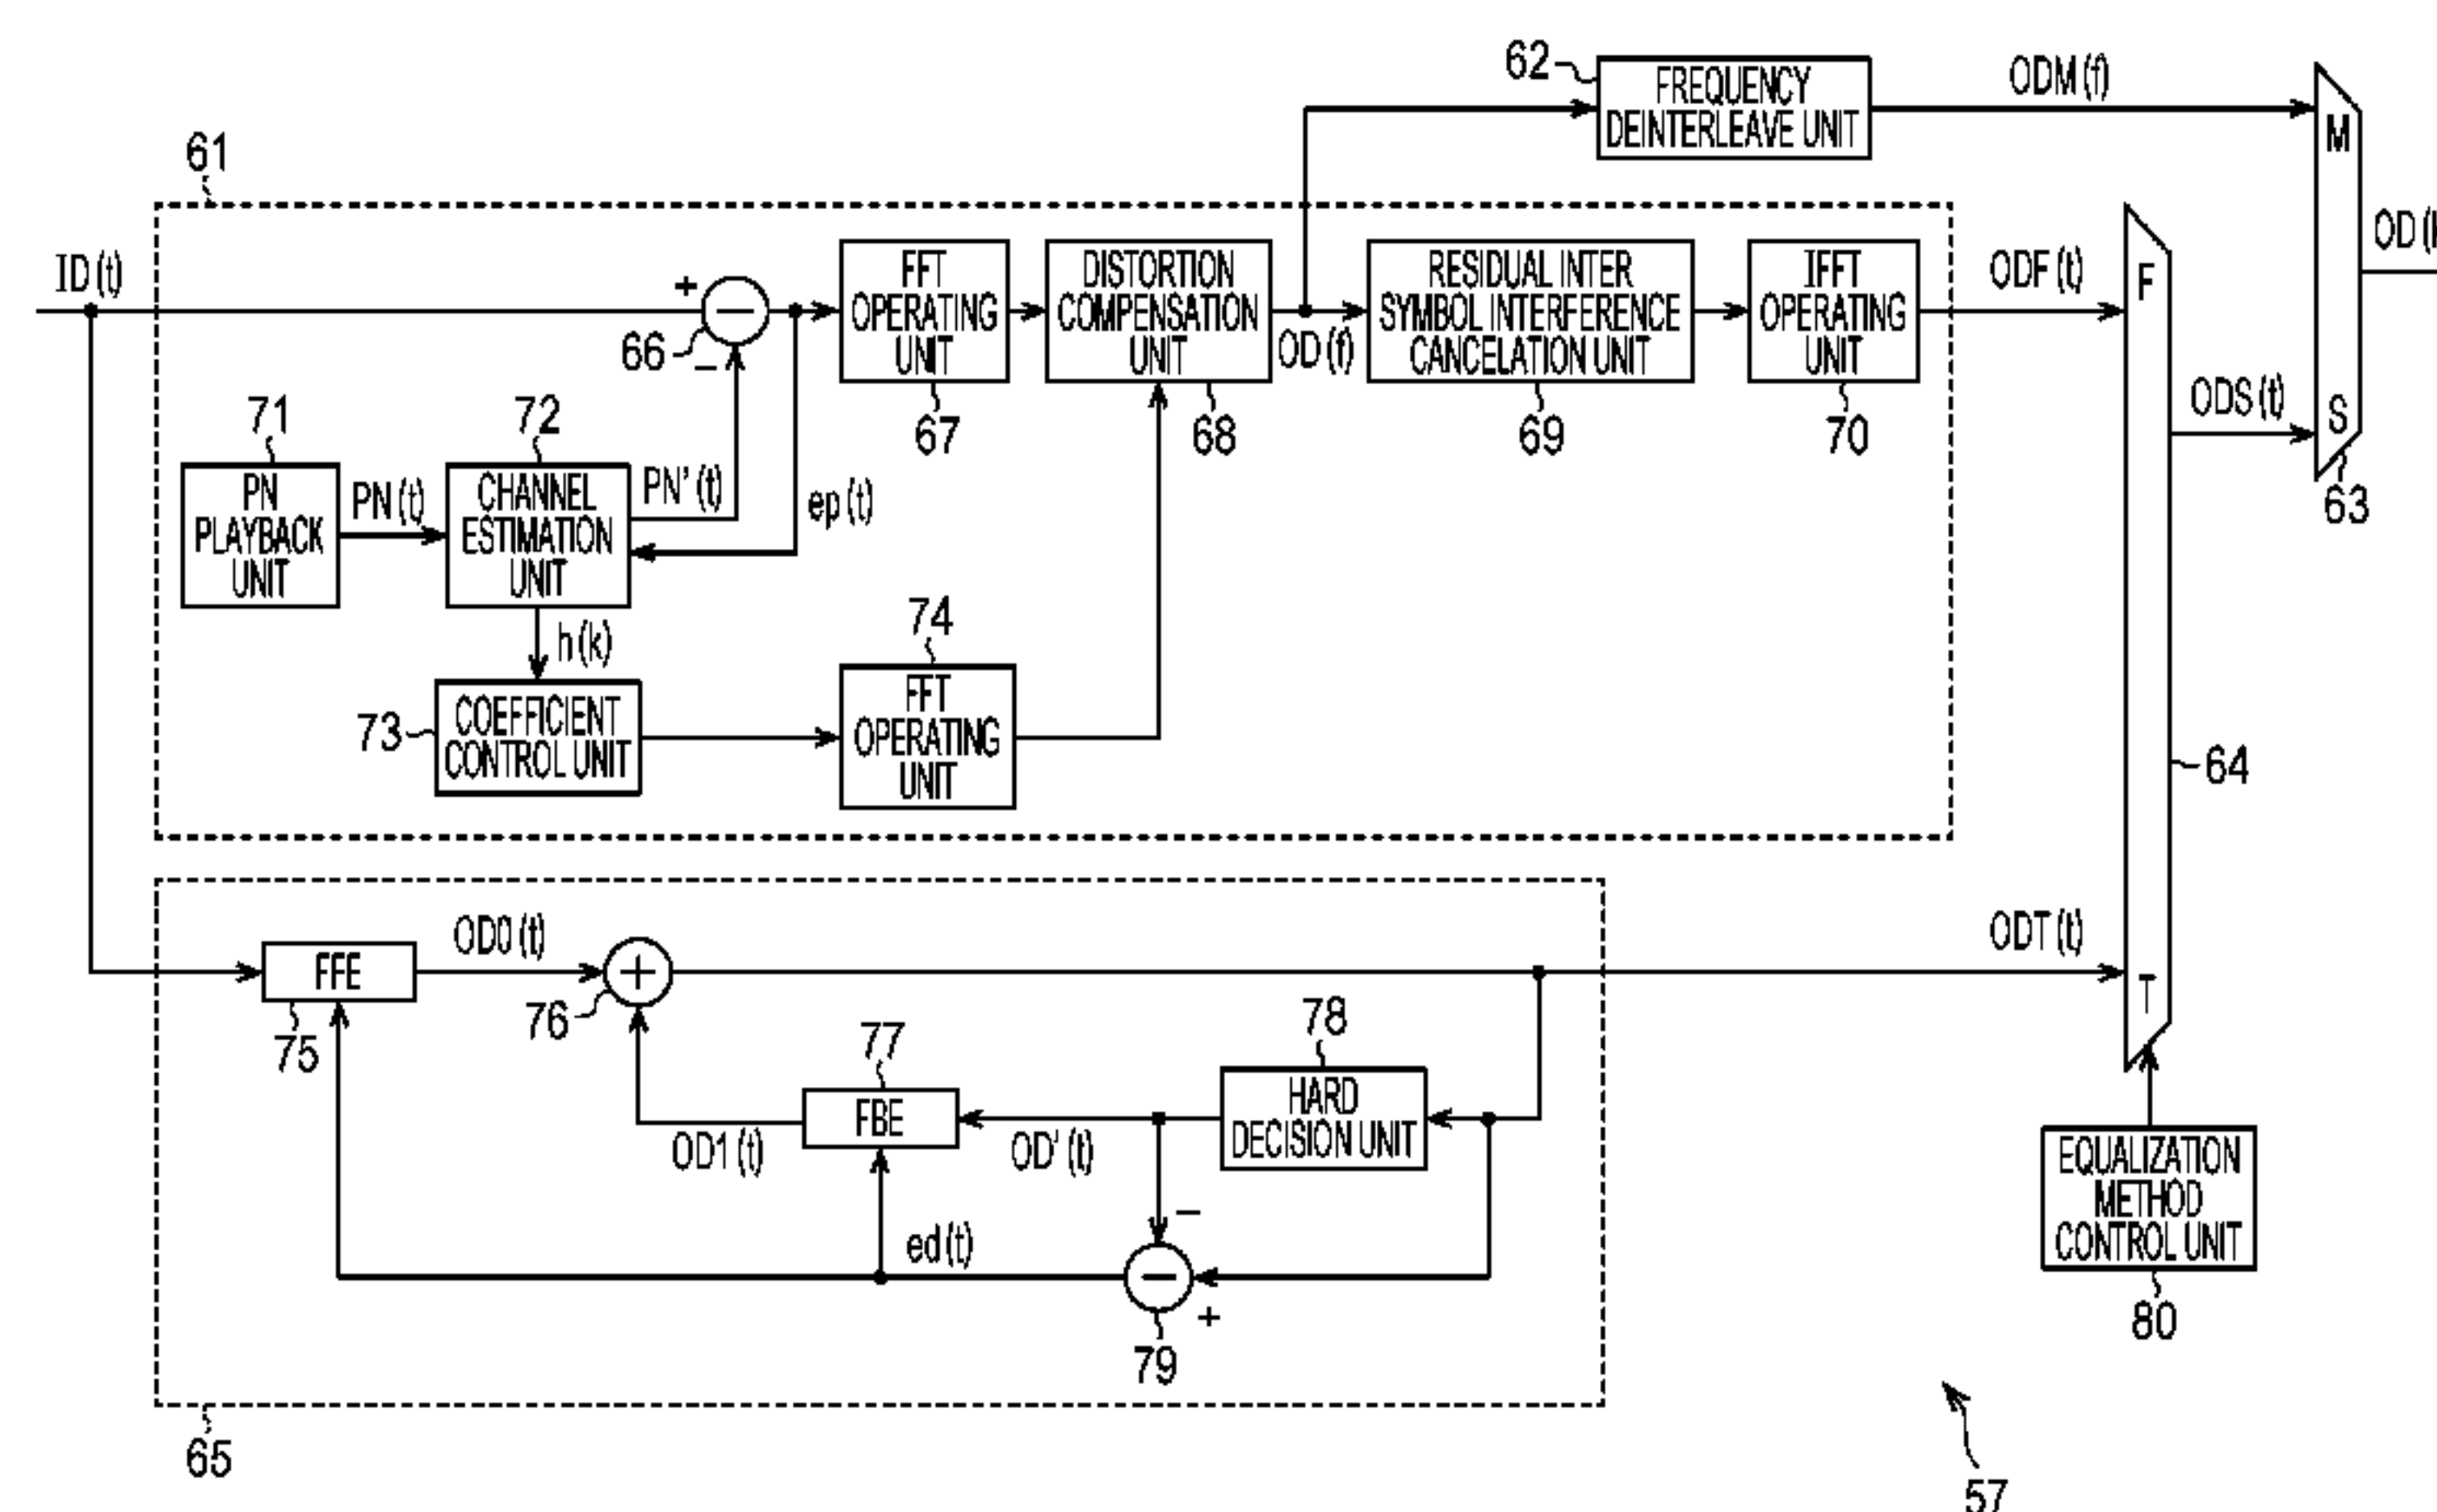 62
FREQUENCY
DEINTERLEAVE UNIT
ODM(f)
M
S
63
61
ID(t)
+
−
66
−
FFT
OPERATING
UNIT
67
DISTORTION
COMPENSATION
UNIT
68
OD(f)
RESIDUAL INTER
SYMBOL INTERFERENCE
CANCELATION UNIT
69
IFFT
OPERATING
UNIT
70
ODF(t)
F
T
64
ODS(t)
71
PN
PLAYBACK
UNIT
PN(t)
72
CHANNEL
ESTIMATION
UNIT
PN'(t)
ep(t)
h(k)
73
COEFFICIENT
CONTROL UNIT
74
FFT
OPERATING
UNIT
FFE
75
OD0(t)
+
76
ODT(t)
77
FBE
OD1(t)
OD'(t)
78
HARD
DECISION UNIT
ed(t)
−
−
+
79
EQUALIZATION
METHOD
CONTROL UNIT
80
65
57